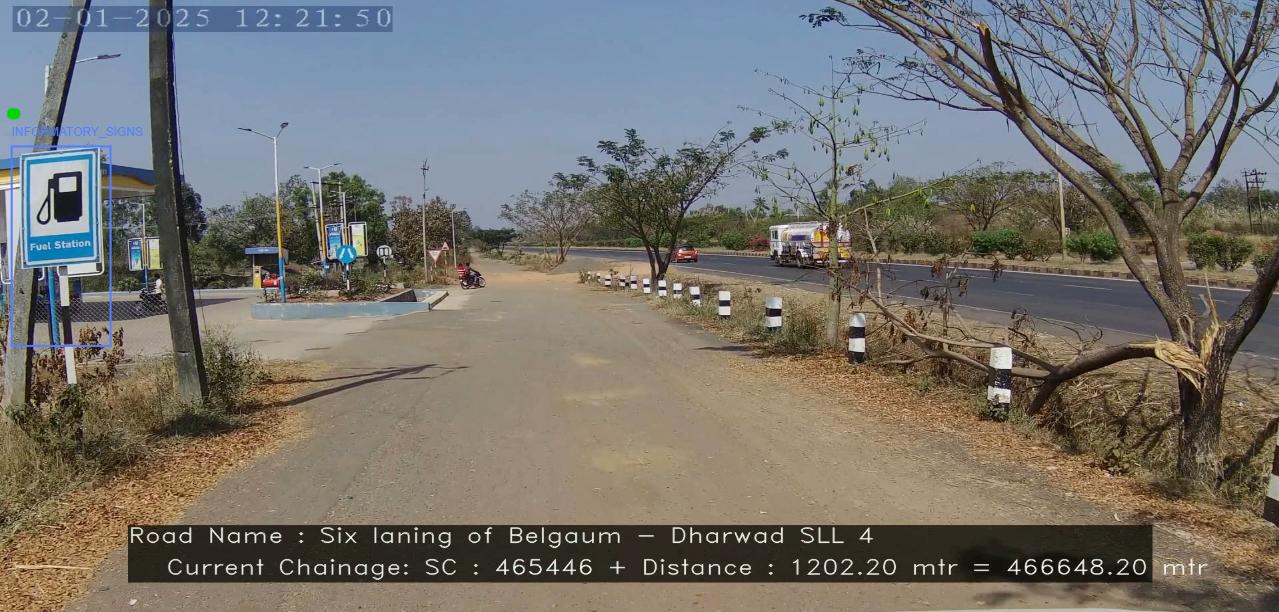 02-01-2025 12:21:50
INFORMATORY_SIGNS
Fuel Station
Road Name : Six laning of Belgaum - Dharwad SLL 4
Current Chainage: SC : 465446 + Distance : 1202.20 mtr = 466648.20 mtr